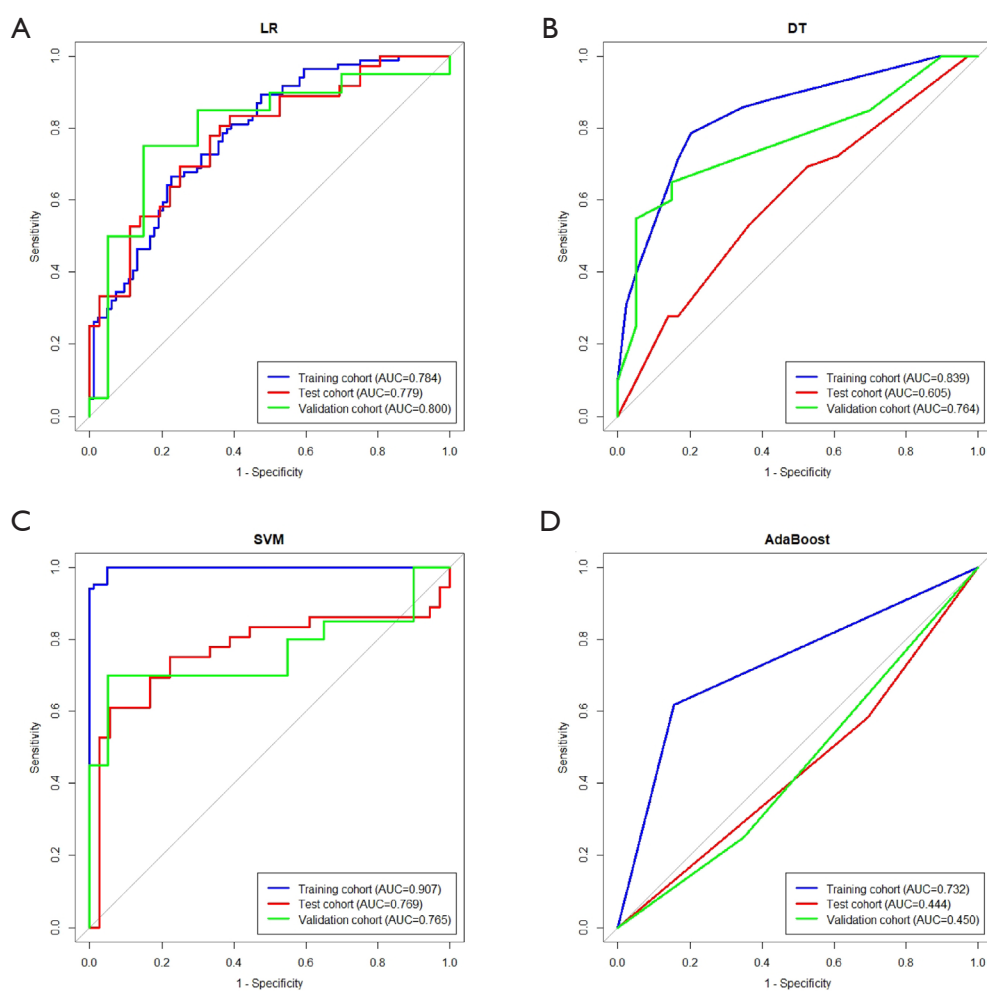 A
LR
Sensitivity
0.0 0.2 0.4 0.6 0.8 1.0
Training cohort (AUC=0.784)
Test cohort (AUC=0.779)
Validation cohort (AUC=0.800)
0.0 0.2 0.4 0.6 0.8 1.0
1 - Specificity
B
DT
Sensitivity
0.0 0.2 0.4 0.6 0.8 1.0
Training cohort (AUC=0.839)
Test cohort (AUC=0.605)
Validation cohort (AUC=0.764)
0.0 0.2 0.4 0.6 0.8 1.0
1 - Specificity
C
SVM
Sensitivity
0.0 0.2 0.4 0.6 0.8 1.0
Training cohort (AUC=0.907)
Test cohort (AUC=0.769)
Validation cohort (AUC=0.765)
0.0 0.2 0.4 0.6 0.8 1.0
1 - Specificity
D
AdaBoost
Sensitivity
0.0 0.2 0.4 0.6 0.8 1.0
Training cohort (AUC=0.732)
Test cohort (AUC=0.444)
Validation cohort (AUC=0.450)
0.0 0.2 0.4 0.6 0.8 1.0
1 - Specificity